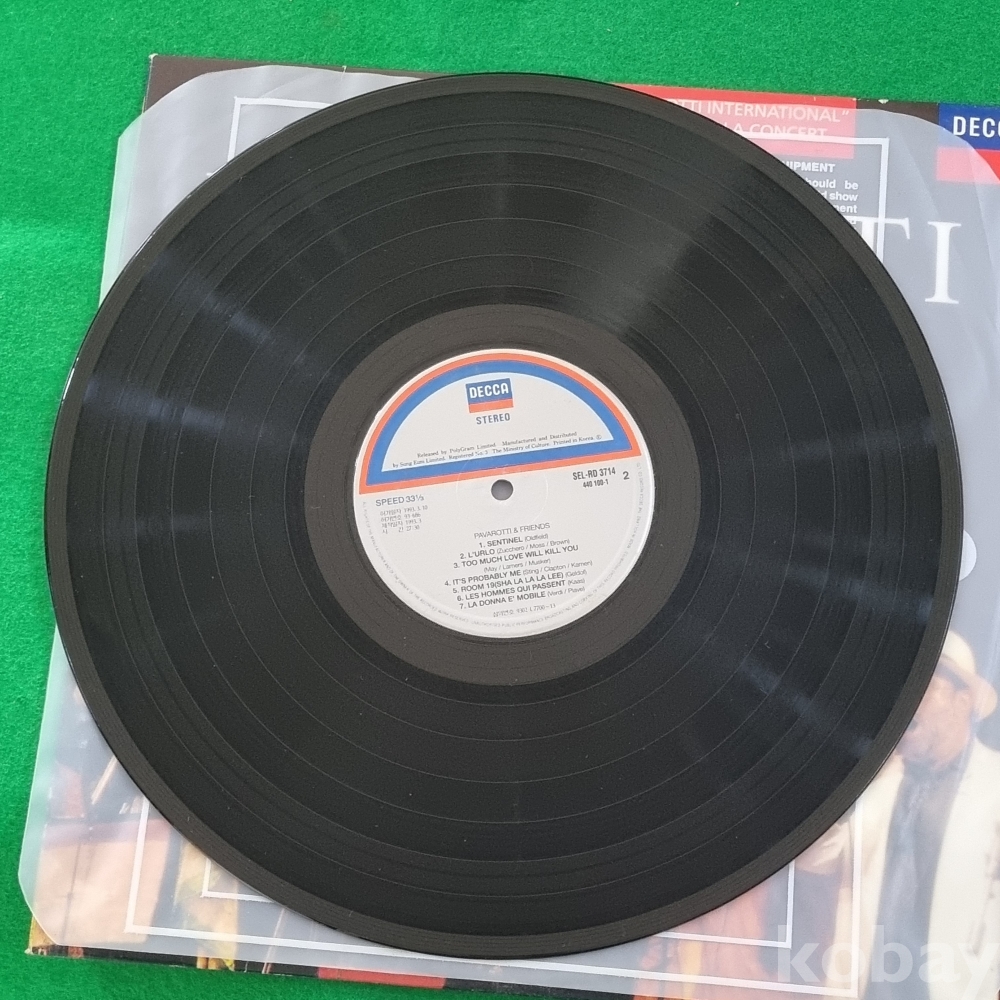 TTI INTERNATIONAL"
LA CONCERT
DECC
UIPMENT
ould be
d show
ment
TI
DECCA
STEREO
Released by PolyGram Limited. Manufactured and Distributed
by Sung Eum Limited. Registered No. 2 The Ministry of Culture. Printed in Korea. ©
SEL-RD 3714
440 100-1
2
SPEED 33⅓
PAVAROTTI & FRIENDS
1. SENTINEL (Oldfield)
2. L'URLO (Zucchero / Moss / Brown)
3. TOO MUCH LOVE WILL KILL YOU
(May / Lamers / Musker)
4. IT'S PROBABLY ME (Sting / Clapton / Kamen)
5. ROOM 19(SHA LA LA LA LEE) (Geldof)
6. LES HOMMES QUI PASSENT (Kaas)
7. LA DONNA E' MOBILE (Verdi / Piave)
kobay